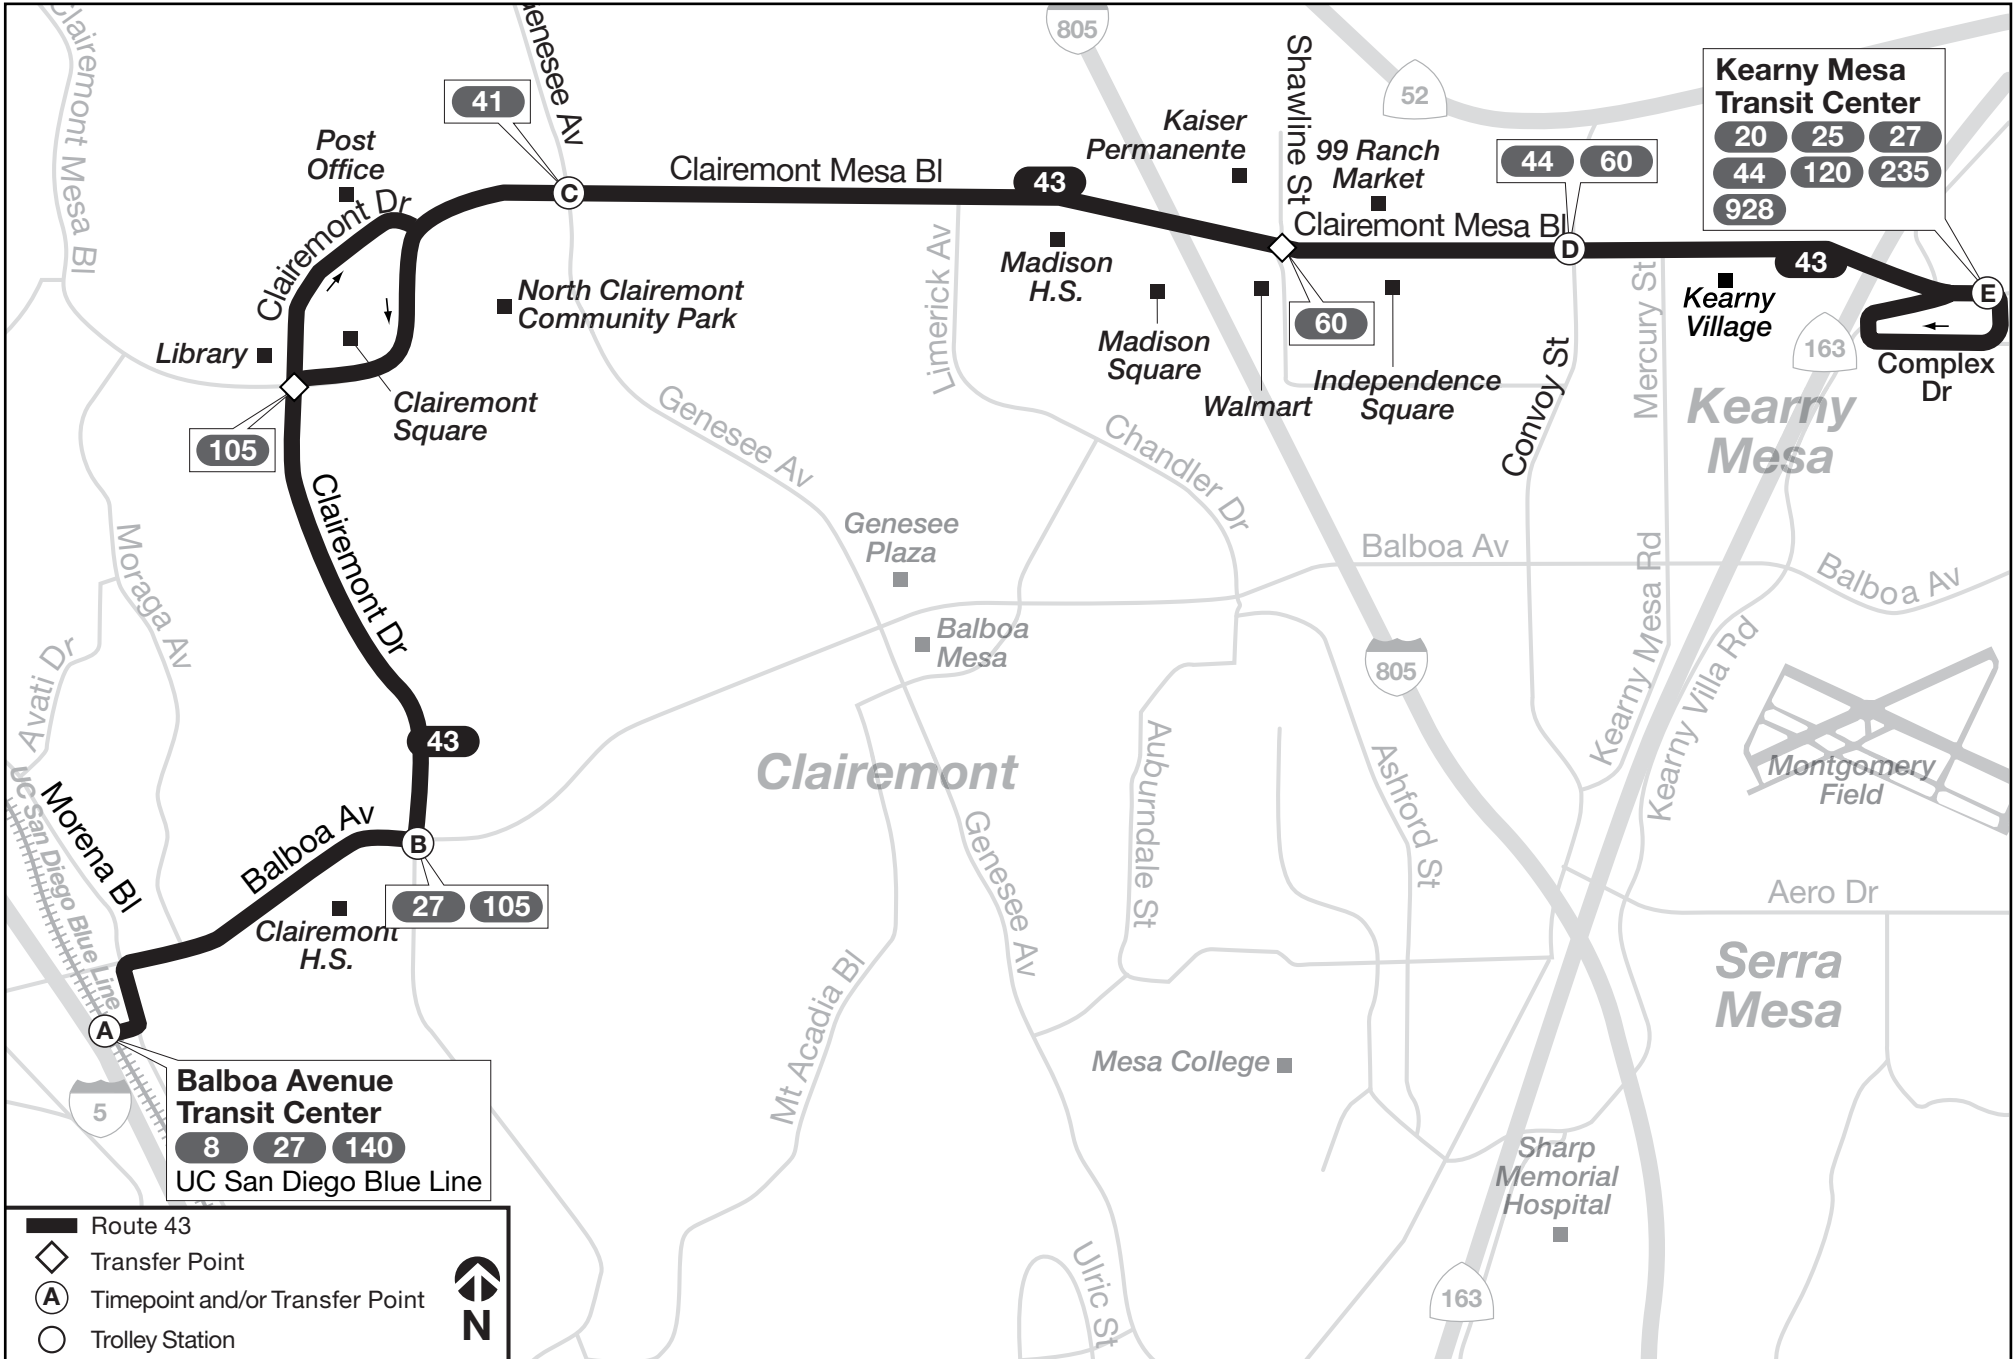 Clairemont Mesa Bl
Genesee Av
41
Post
Office
Clairemont Dr
C
Clairemont Mesa Bl
43
805
Kaiser
Permanente
Shawline St
99 Ranch
Market
52
44 60
Clairemont Mesa Bl
D
Kearny Mesa
Transit Center
20 25 27
44 120 235
928
43
E
Complex
Dr
Kearny
Village
163
Mercury St
Convoy St
60
Independence
Square
Walmart
Madison
Square
Madison
H.S.
Limerick Av
North Clairemont
Community Park
Library
Clairemont
Square
105
Clairemont Dr
Genesee Av
Chandler Dr
Kearny
Mesa
Moraga Av
Genesee
Plaza
Balboa
Mesa
Balboa Av
Balboa Av
Kearny Mesa Rd
Kearny Villa Rd
805
Avati Dr
43
Clairemont
Auburndale St
Ashford St
Montgomery
Field
UC San Diego Blue Line
Morena Bl
Balboa Av
B
27 105
Clairemont
H.S.
Genesee Av
Aero Dr
Serra
Mesa
Mt Acadia Bl
A
5
Balboa Avenue
Transit Center
8 27 140
UC San Diego Blue Line
Mesa College
Sharp
Memorial
Hospital
Ulric St
163
Route 43
Transfer Point
A Timepoint and/or Transfer Point
Trolley Station
N